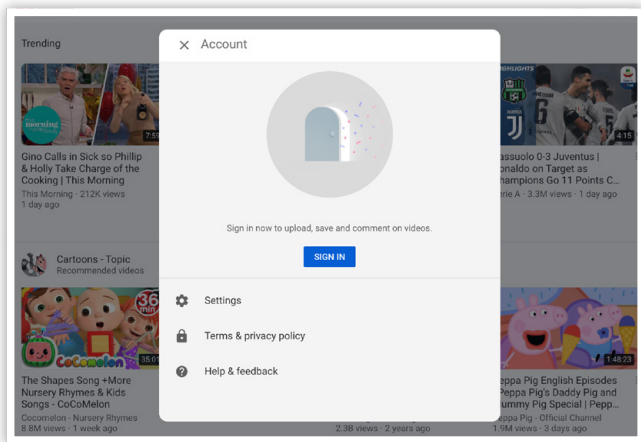 Trending
Account
HIGHLIGHTS
morning
7:59
4:15
Gino Calls in Sick so Phillip
& Holly Take Charge of the
Cooking | This Morning
This Morning · 212K views
1 day ago
assuolo 0-3 Juventus |
onaldo on Target as
hampions Go 11 Points C...
rie A · 3.3M views · 1 day ago
Sign in now to upload, save and comment on videos.
SIGN IN
Cartoons - Topic
Recommended videos
Settings
Terms & privacy policy
Help & feedback
36
min
CoComelon
35:01
1:48:23
The Shapes Song +More
Nursery Rhymes & Kids
Songs - CoCoMelon
Cocomelon - Nursery Rhymes
8.8M views · 1 week ago
2.3B views · 2 years ago
eppa Pig English Episodes
Peppa Pig's Daddy Pig and
ummy Pig Special | Pepp...
eppa Pig - Official Channel
1.9M views · 3 days ago